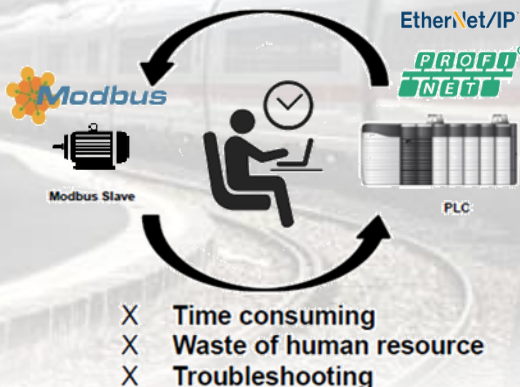 EtherNet/IP
PROFI
NET
Modbus
Modbus Slave
PLC
X Time consuming
X Waste of human resource
X Troubleshooting